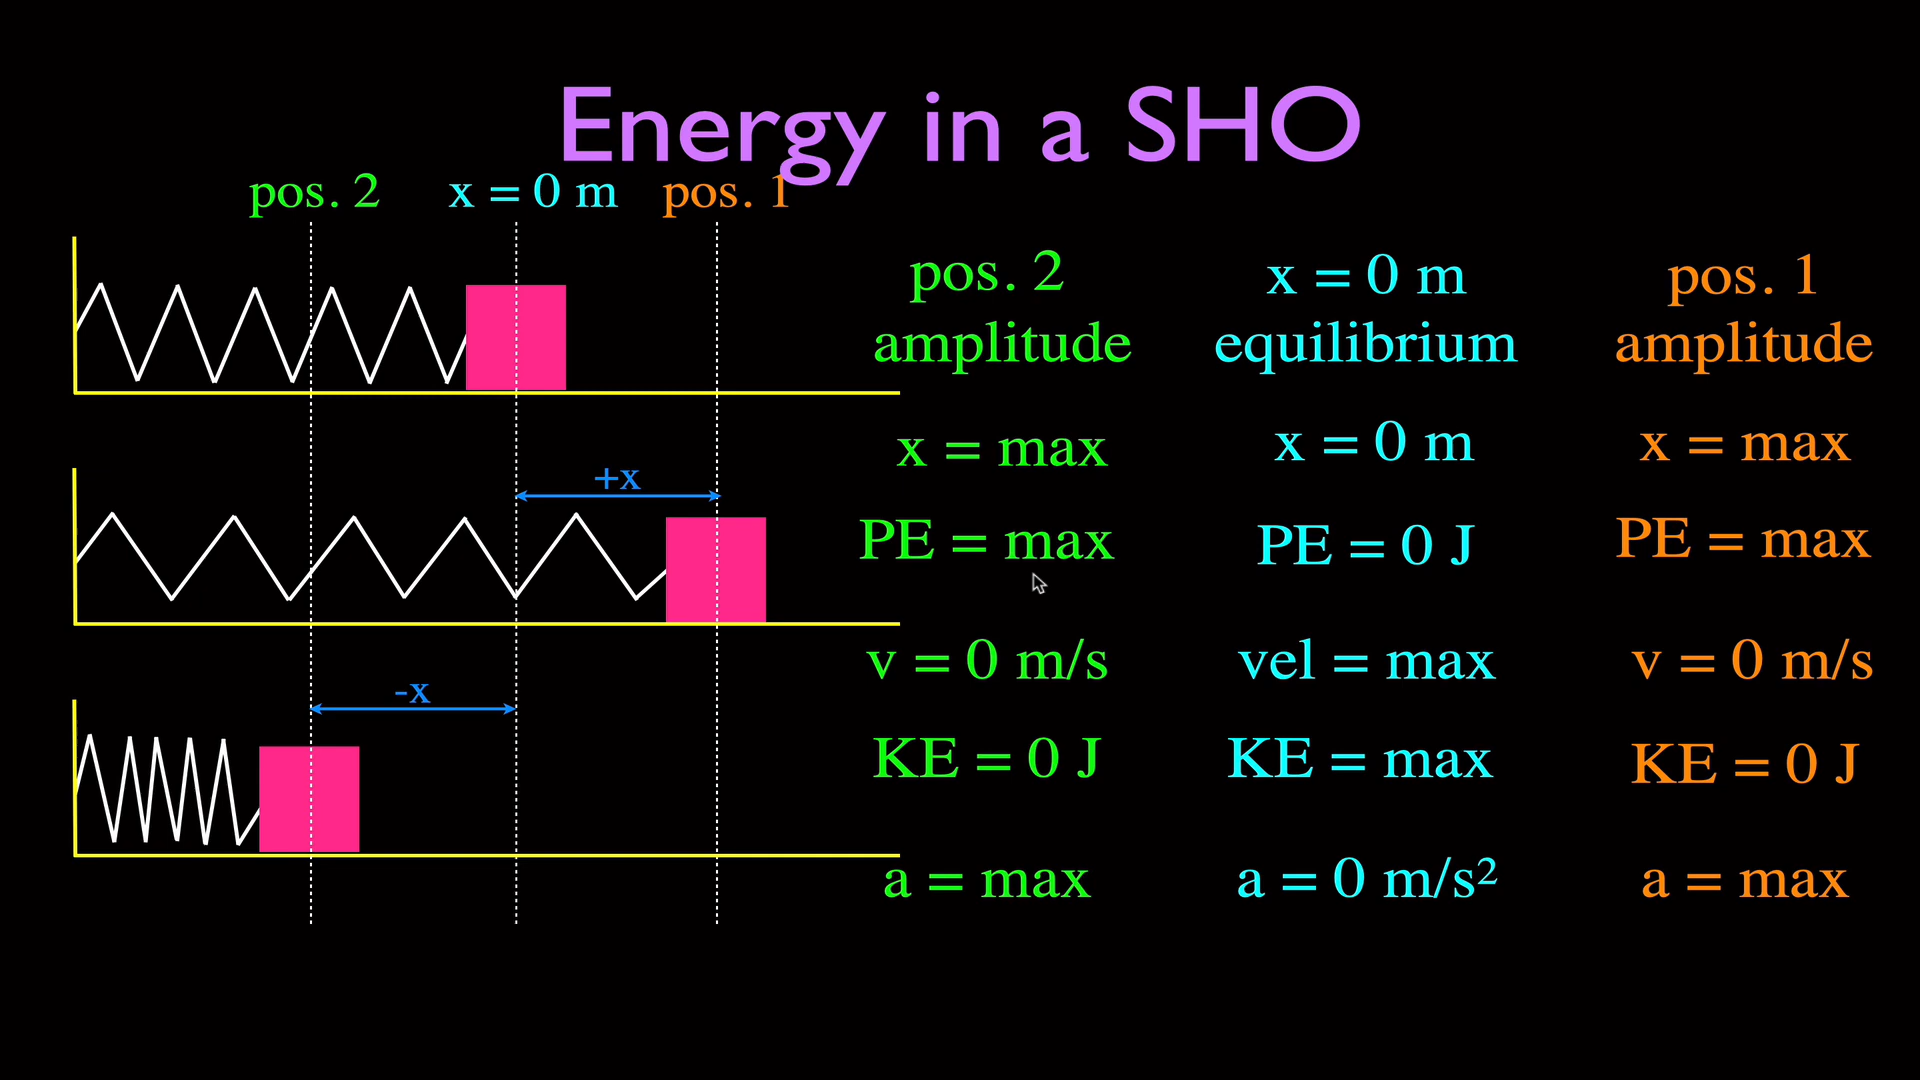 Energy in a SHO
pos. 2
x = 0 m
pos. 1
+x
-x
pos. 2
amplitude
x = max
PE = max
v = 0 m/s
KE = 0 J
a = max
x = 0 m
equilibrium
x = 0 m
PE = 0 J
vel = max
KE = max
a = 0 m/s²
pos. 1
amplitude
x = max
PE = max
v = 0 m/s
KE = 0 J
a = max